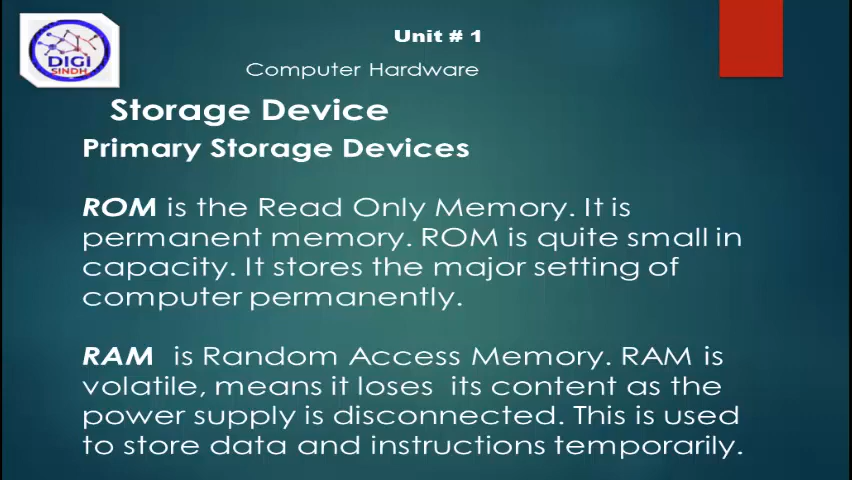 Unit # 1
DIGI
SINDH
Computer Hardware
Storage Device
Primary Storage Devices
ROM is the Read Only Memory. It is
permanent memory. ROM is quite small in
capacity. It stores the major setting of
computer permanently.
RAM is Random Access Memory. RAM is
volatile, means it loses its content as the
power supply is disconnected. This is used
to store data and instructions temporarily.